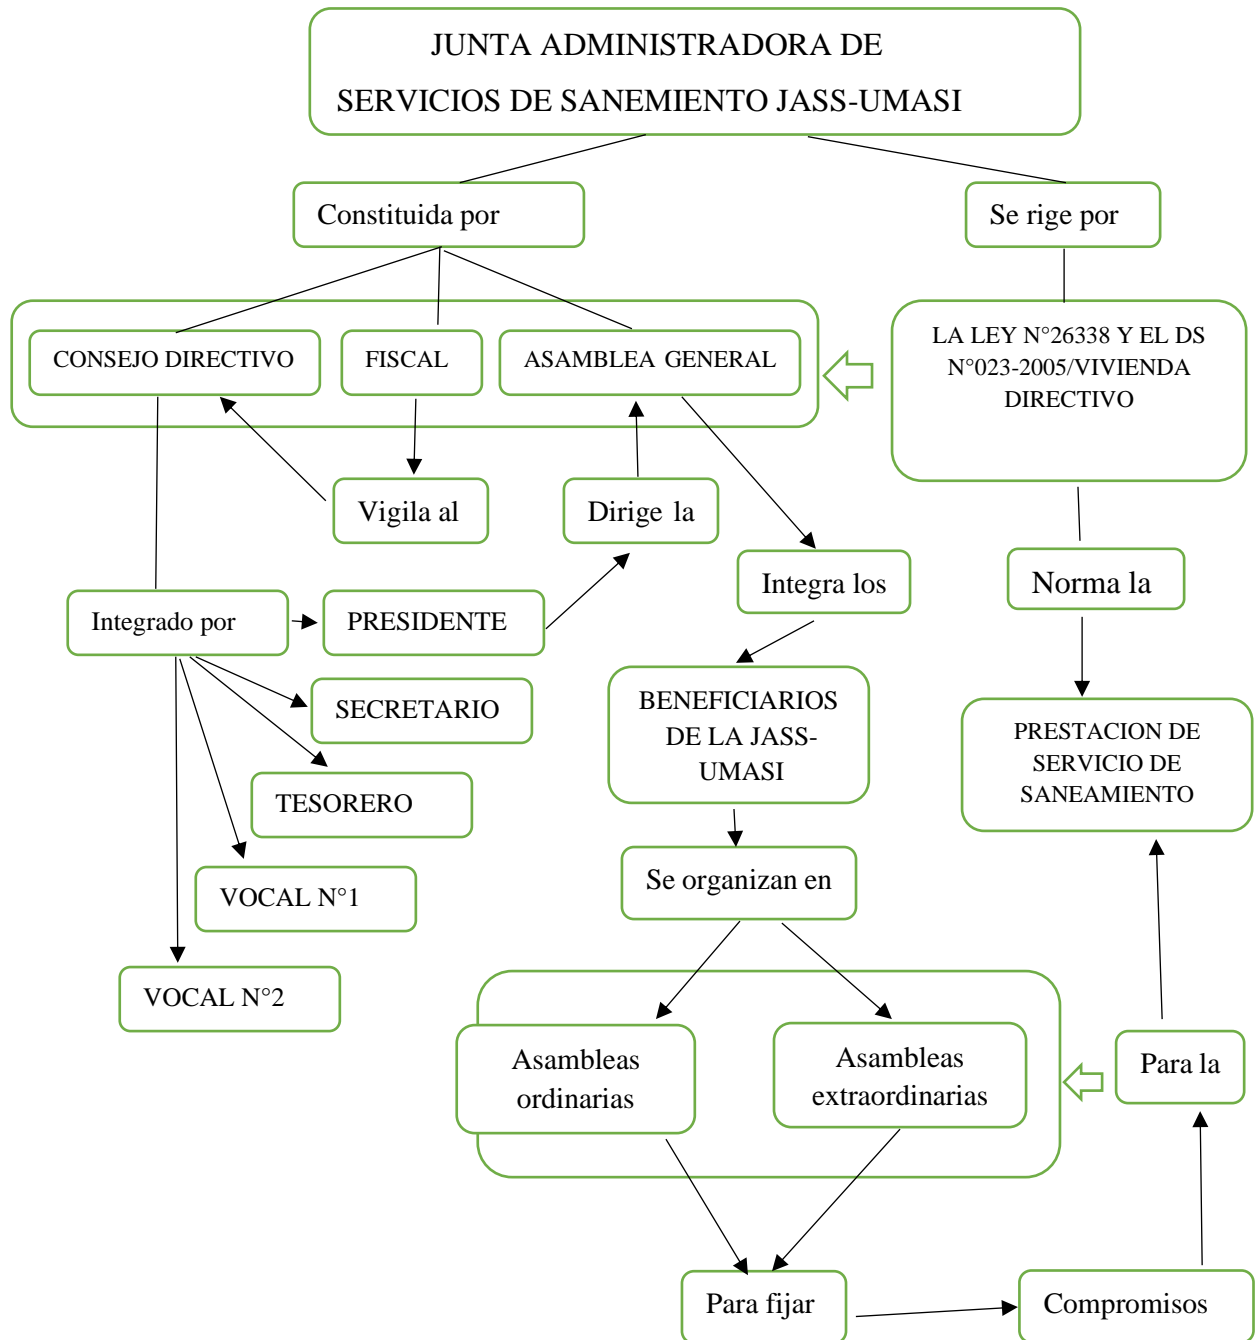 JUNTA ADMINISTRADORA DE
SERVICIOS DE SANEMIENTO JASS-UMASI
Constituida por
Se rige por
CONSEJO DIRECTIVO
FISCAL
ASAMBLEA GENERAL
LA LEY N°26338 Y EL DS
N°023-2005/VIVIENDA
DIRECTIVO
Vigila al
Dirige la
Integra los
Norma la
Integrado por
PRESIDENTE
SECRETARIO
TESORERO
VOCAL N°1
VOCAL N°2
BENEFICIARIOS
DE LA JASS-
UMASI
PRESTACION DE
SERVICIO DE
SANEAMIENTO
Se organizan en
Asambleas
ordinarias
Asambleas
extraordinarias
Para la
Para fijar
Compromisos